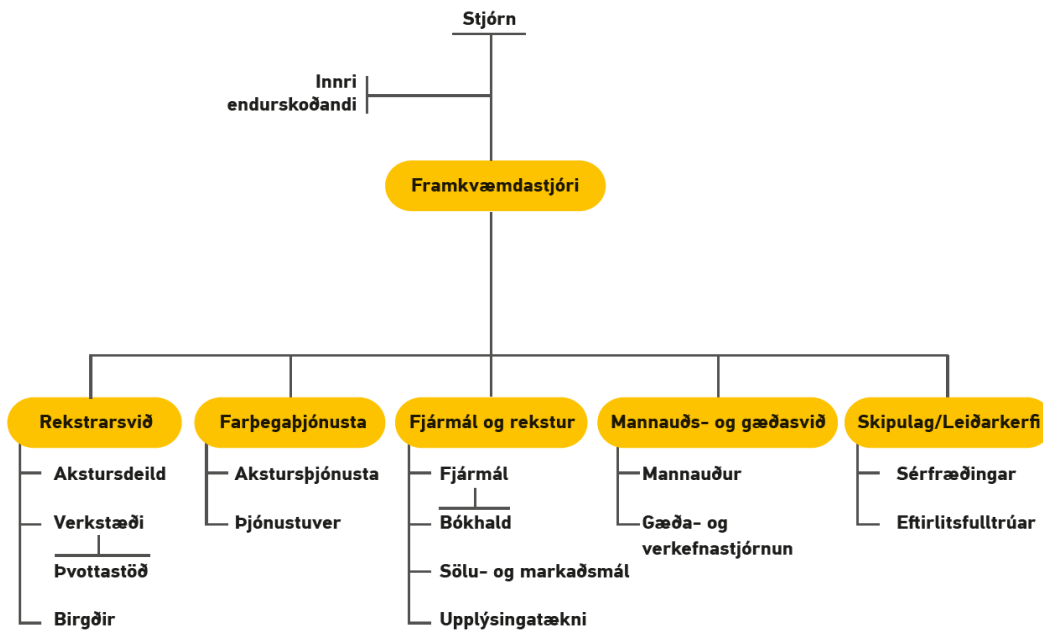 Stjórn
Innri
endurskoðandi
Framkvæmdastjóri
Rekstrarsvið
Akstursdeild
Verkstæði
Þvottastöð
Birgðir
Farþegaþjónusta
Akstursþjónusta
Þjónustuver
Fjármál og rekstur
Fjármál
Bókhald
Sölu- og markaðsmál
Upplýsingatækni
Mannauðs- og gæðasvið
Mannauður
Gæða- og
verkefnastjórnun
Skipulag/Leiðarkerfi
Sérfræðingar
Eftirlitsfulltrúar